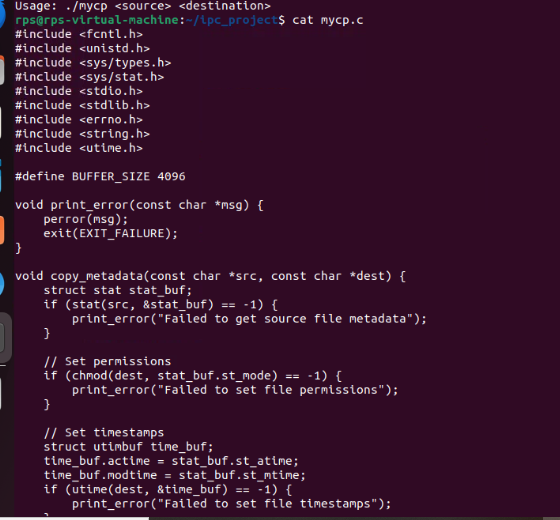 Usage: ./mycp <source> <destination>
rps@rps-virtual-machine:~/ipc_project$ cat mycp.c
#include <fcntl.h>
#include <unistd.h>
#include <sys/types.h>
#include <sys/stat.h>
#include <stdio.h>
#include <stdlib.h>
#include <errno.h>
#include <string.h>
#include <utime.h>

#define BUFFER_SIZE 4096

void print_error(const char *msg) {
    perror(msg);
    exit(EXIT_FAILURE);
}

void copy_metadata(const char *src, const char *dest) {
    struct stat stat_buf;
    if (stat(src, &stat_buf) == -1) {
        print_error("Failed to get source file metadata");
    }

    // Set permissions
    if (chmod(dest, stat_buf.st_mode) == -1) {
        print_error("Failed to set file permissions");
    }

    // Set timestamps
    struct utimbuf time_buf;
    time_buf.actime = stat_buf.st_atime;
    time_buf.modtime = stat_buf.st_mtime;
    if (utime(dest, &time_buf) == -1) {
        print_error("Failed to set file timestamps");
    }